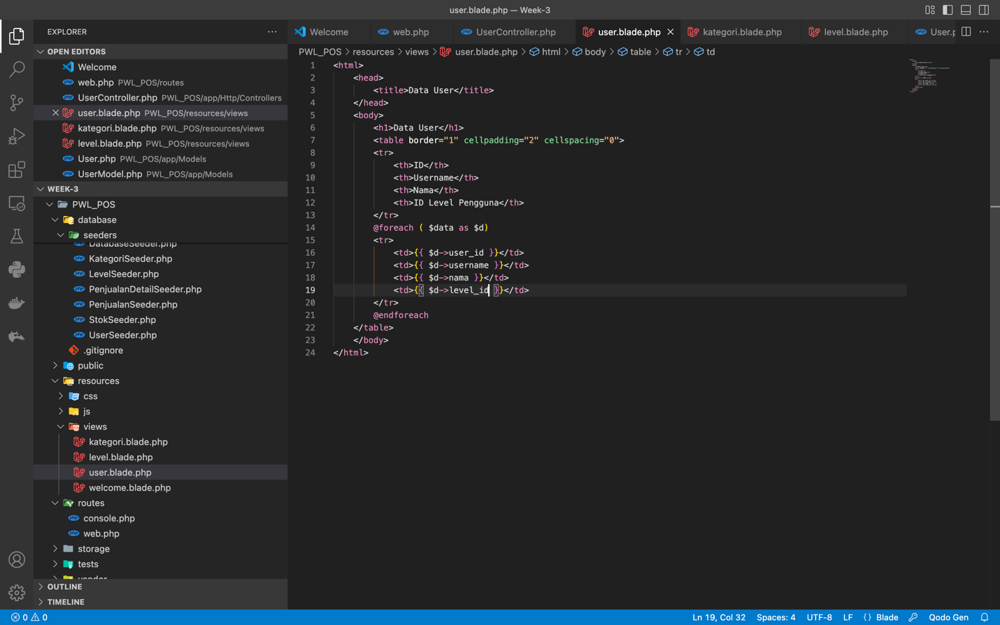 user.blade.php — Week-3
EXPLORER
OPEN EDITORS
Welcome
web.php PWL_POS/routes
UserController.php PWL_POS/app/Http/Controllers
user.blade.php PWL_POS/resources/views
kategori.blade.php PWL_POS/resources/views
level.blade.php PWL_POS/resources/views
User.php PWL_POS/app/Models
UserModel.php PWL_POS/app/Models
WEEK-3
PWL_POS
database
seeders
DatabaseSeeder.php
KategoriSeeder.php
LevelSeeder.php
PenjualanDetailSeeder.php
PenjualanSeeder.php
StokSeeder.php
UserSeeder.php
.gitignore
public
resources
css
js
views
kategori.blade.php
level.blade.php
user.blade.php
welcome.blade.php
routes
console.php
web.php
storage
tests
vendor
OUTLINE
TIMELINE
Welcome web.php UserController.php user.blade.php kategori.blade.php level.blade.php User.p
PWL_POS > resources > views > user.blade.php > html > body > table > tr > td
1 <html>
2 <head>
3 <title>Data User</title>
4 </head>
5 <body>
6 <h1>Data User</h1>
7 <table border="1" cellpadding="2" cellspacing="0">
8 <tr>
9 <th>ID</th>
10 <th>Username</th>
11 <th>Nama</th>
12 <th>ID Level Pengguna</th>
13 </tr>
14 @foreach ( $data as $d)
15 <tr>
16 <td>{{ $d->user_id }}</td>
17 <td>{{ $d->username }}</td>
18 <td>{{ $d->nama }}</td>
19 <td>{{ $d->level_id }}</td>
20 </tr>
21 @endforeach
22 </table>
23 </body>
24 </html>
0 0 Ln 19, Col 32 Spaces: 4 UTF-8 LF {} Blade Qodo Gen